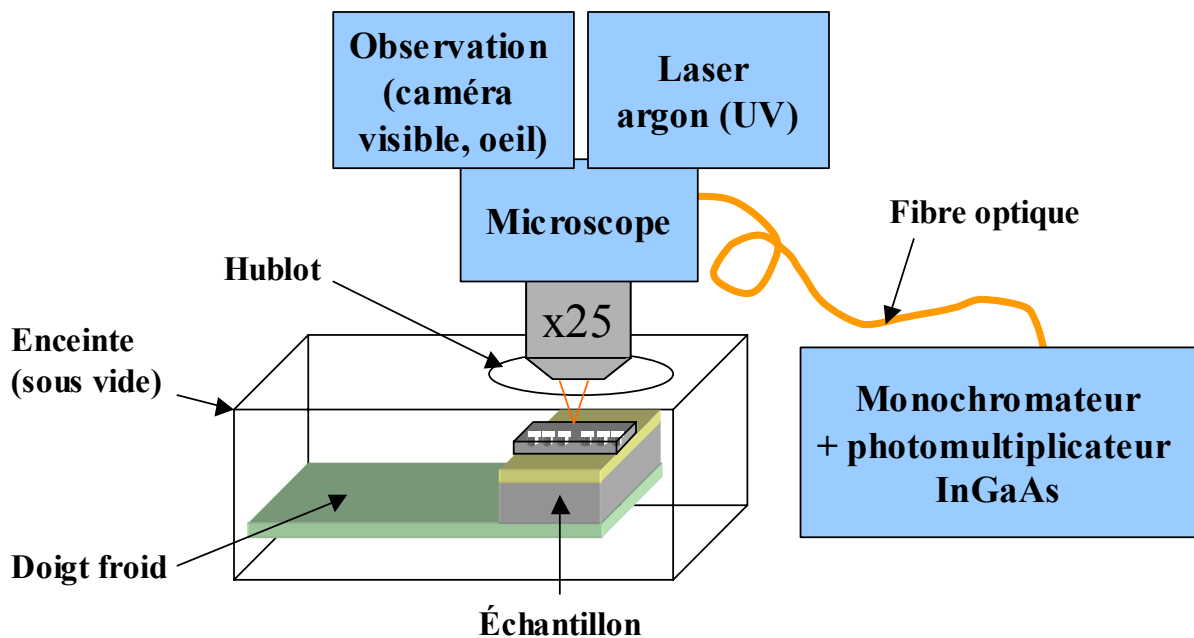 Observation
(caméra
visible, oeil)
Laser
argon (UV)
Microscope
Fibre optique
Hublot
x25
Enceinte
(sous vide)
Monochromateur
+ photomultiplicateur
InGaAs
Doigt froid
Échantillon